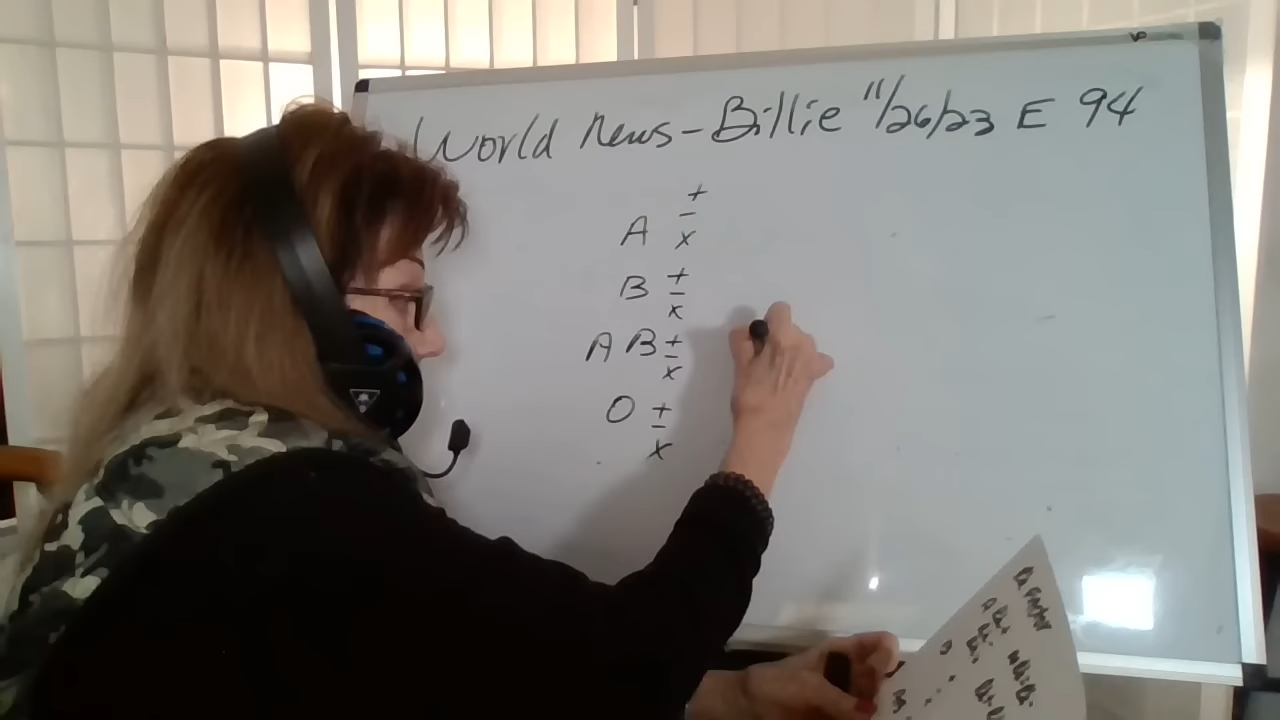 World News - Billie 11/26/23 E 94
+
-
A x
B +
-
x
A B +
-
x
O +
-
x